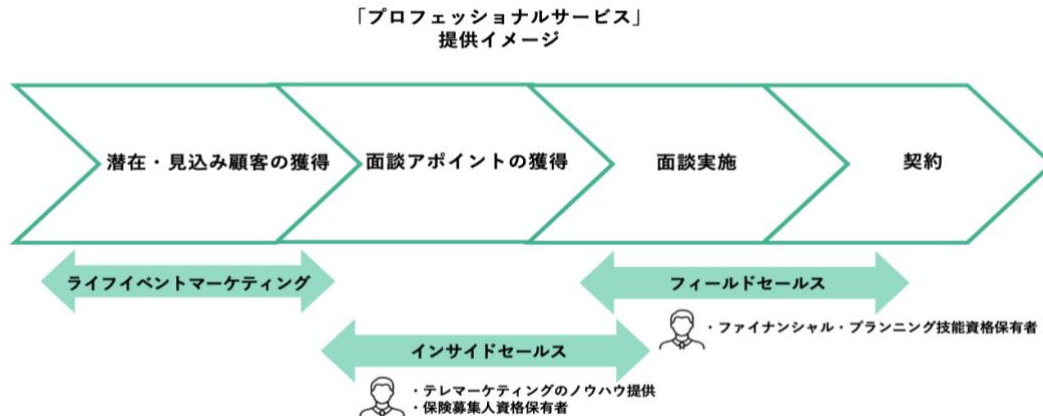 「プロフェッショナルサービス」
提供イメージ
潜在・見込み顧客の獲得
面談アポイントの獲得
面談実施
契約
ライフイベントマーケティング
フィールドセールス
・ファイナンシャル・プランニング技能資格保有者
インサイドセールス
・テレマーケティングのノウハウ提供
・保険募集人資格保有者